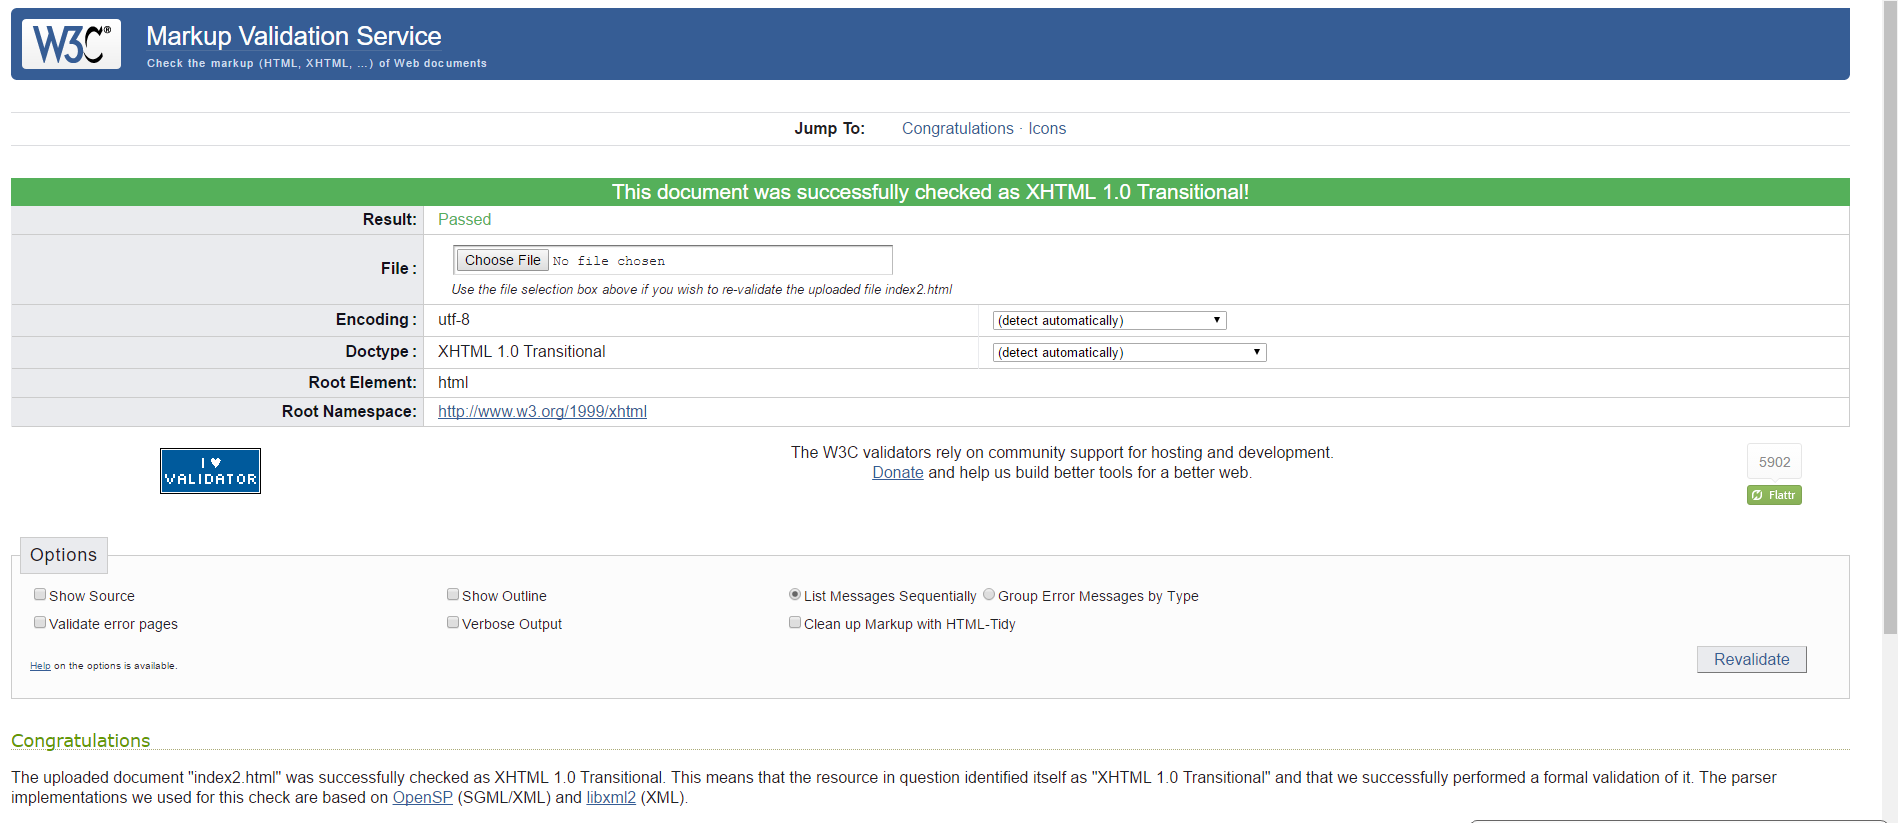 W3C®
Markup Validation Service
Check the markup (HTML, XHTML, ...) of Web documents
Jump To: Congratulations · Icons
This document was successfully checked as XHTML 1.0 Transitional!
Result: Passed
File : Choose File No file chosen
Use the file selection box above if you wish to re-validate the uploaded file index2.html
Encoding : utf-8 (detect automatically)
Doctype : XHTML 1.0 Transitional (detect automatically)
Root Element: html
Root Namespace: http://www.w3.org/1999/xhtml
I ♥
VALIDATOR
The W3C validators rely on community support for hosting and development.
Donate and help us build better tools for a better web.
5902
Flattr
Options
Show Source Show Outline List Messages Sequentially Group Error Messages by Type
Validate error pages Verbose Output Clean up Markup with HTML-Tidy
Help on the options is available.
Revalidate
Congratulations
The uploaded document "index2.html" was successfully checked as XHTML 1.0 Transitional. This means that the resource in question identified itself as "XHTML 1.0 Transitional" and that we successfully performed a formal validation of it. The parser
implementations we used for this check are based on OpenSP (SGML/XML) and libxml2 (XML).